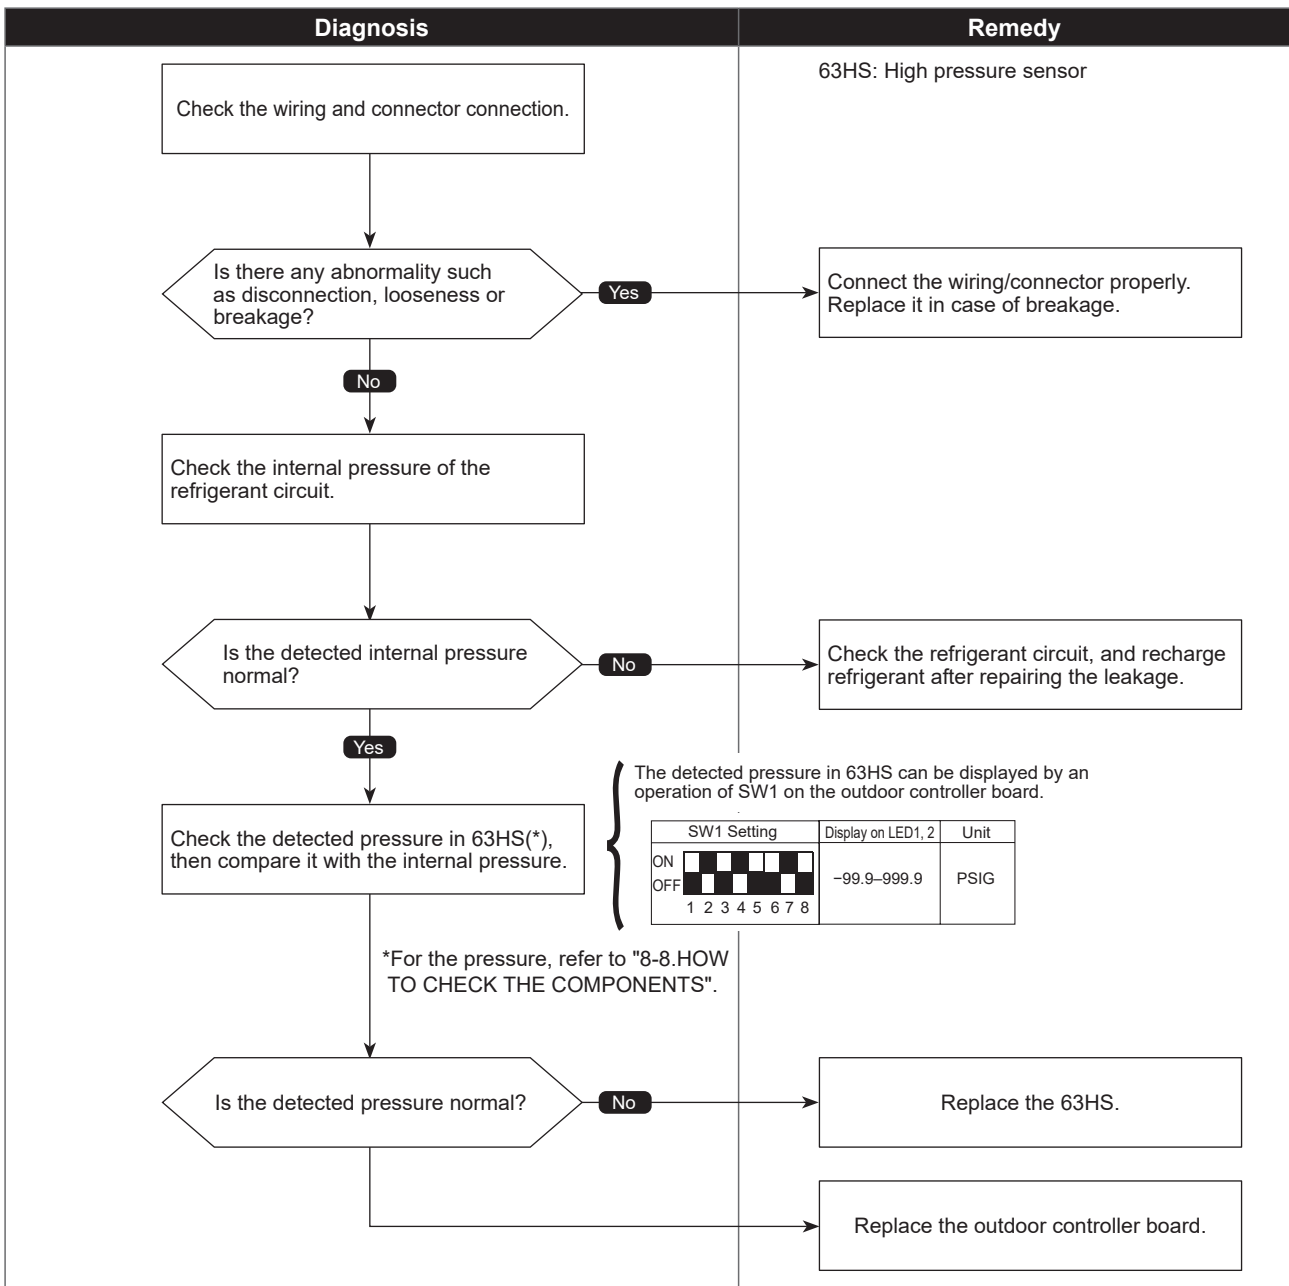 Diagnosis
Remedy
63HS: High pressure sensor
Check the wiring and connector connection.
Is there any abnormality such
as disconnection, looseness or
breakage?
Yes
Connect the wiring/connector properly.
Replace it in case of breakage.
No
Check the internal pressure of the
refrigerant circuit.
Is the detected internal pressure
normal?
No
Check the refrigerant circuit, and recharge
refrigerant after repairing the leakage.
Yes
The detected pressure in 63HS can be displayed by an
operation of SW1 on the outdoor controller board.
Check the detected pressure in 63HS(*),
then compare it with the internal pressure.
SW1 Setting
Display on LED1, 2
Unit
ON
OFF
1 2 3 4 5 6 7 8
−99.9–999.9
PSIG
*For the pressure, refer to "8-8.HOW
TO CHECK THE COMPONENTS".
Is the detected pressure normal?
No
Replace the 63HS.
Replace the outdoor controller board.